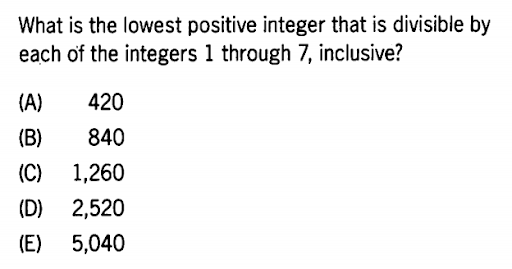 What is the lowest positive integer that is divisible by
each of the integers 1 through 7, inclusive?
(A) 420
(B) 840
(C) 1,260
(D) 2,520
(E) 5,040